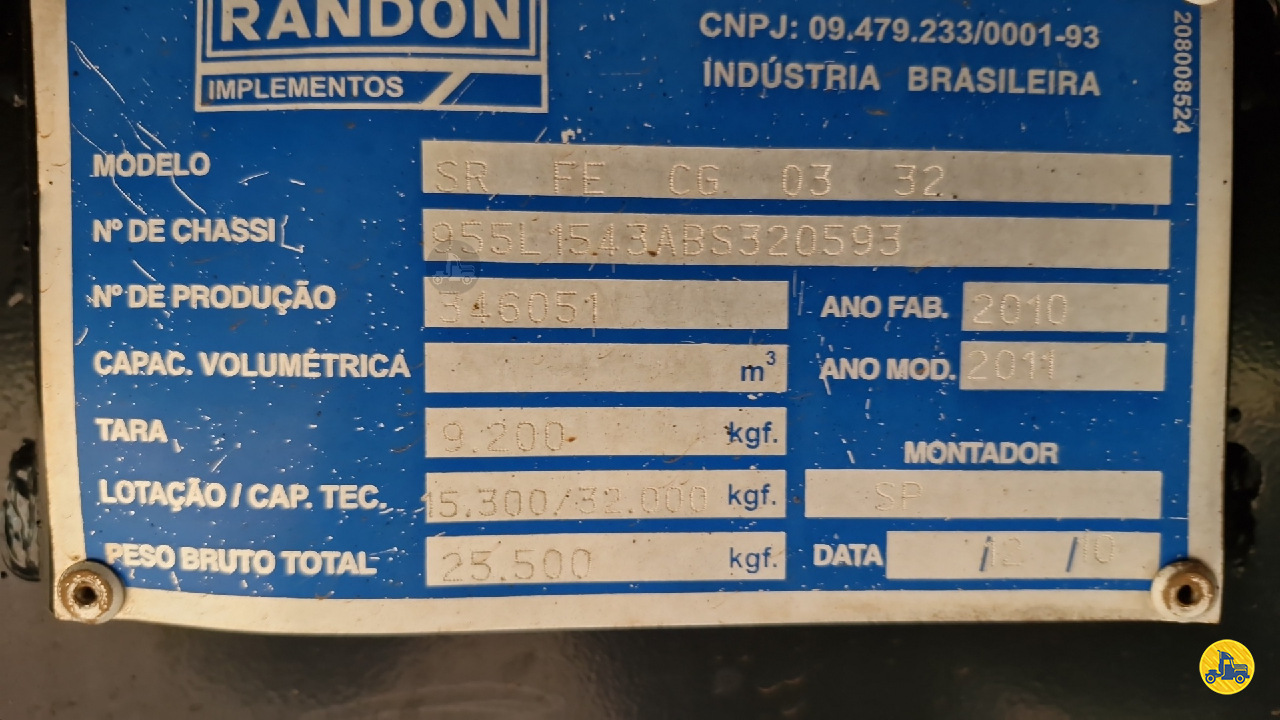 RANDON
IMPLEMENTOS
CNPJ: 09.479.233/0001-93
INDÚSTRIA BRASILEIRA
208008524
MODELO SR FE CG 03 32
Nº DE CHASSI 955L1543ABS320593
Nº DE PRODUÇÃO 346051 ANO FAB. 2010
CAPAC. VOLUMÉTRICA m³ ANO MOD. 2011
TARA 9.200 kgf.
MONTADOR
LOTAÇÃO / CAP. TEC. 15.300/32.000 kgf. SP
PESO BRUTO TOTAL 25.500 kgf. DATA /12 /10